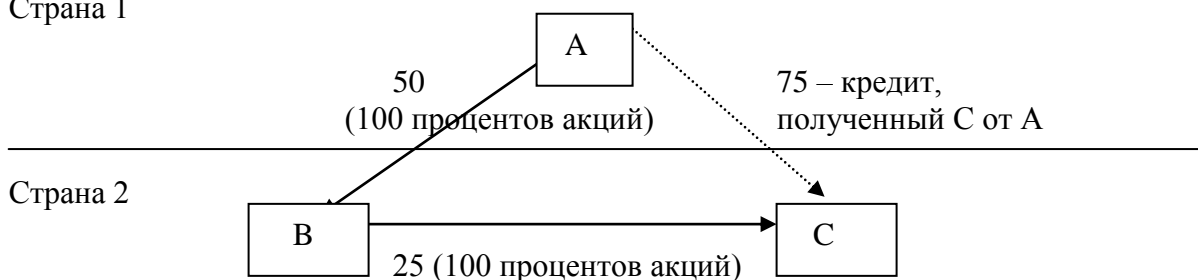 Страна 1
A
50
75 – кредит,
(100 процентов акций)
полученный С от А
Страна 2
B
C
25 (100 процентов акций)